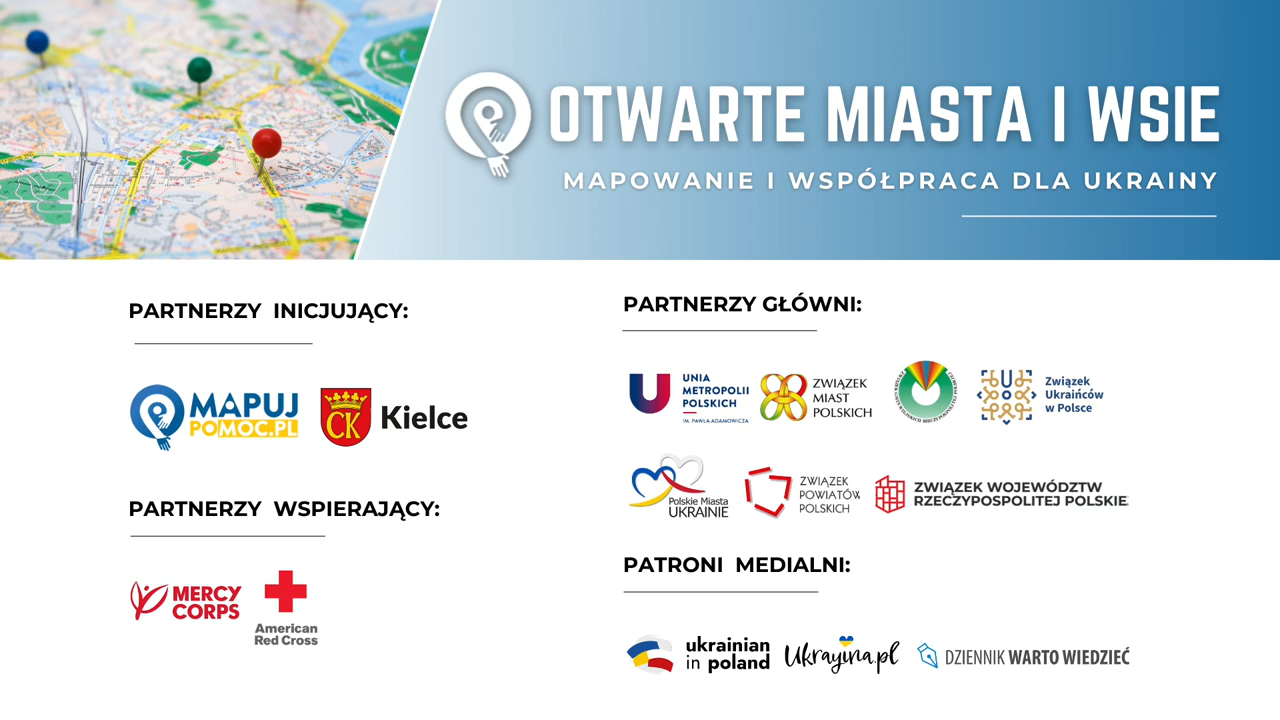 OTWARTE MIASTA I WSIE
MAPOWANIE I WSPÓŁPRACA DLA UKRAINY
PARTNERZY INICJUJĄCY:
MAPUJ
POMOC.PL
CK
Kielce
PARTNERZY WSPIERAJĄCY:
MERCY
CORPS
American
Red Cross
PARTNERZY GŁÓWNI:
UNIA
METROPOLII
POLSKICH
IM. PAWŁA ADAMOWICZA
ZWIĄZEK
MIAST
POLSKICH
Związek
Ukraińców
w Polsce
Polskie Miasta
UKRAINIE
ZWIĄZEK
POWIATÓW
POLSKICH
ZWIĄZEK WOJEWÓDZTW
RZECZYPOSPOLITEJ POLSKIE
PATRONI MEDIALNI:
ukrainian
in poland
Ukrayina.pl
DZIENNIK WARTO WIEDZIEĆ